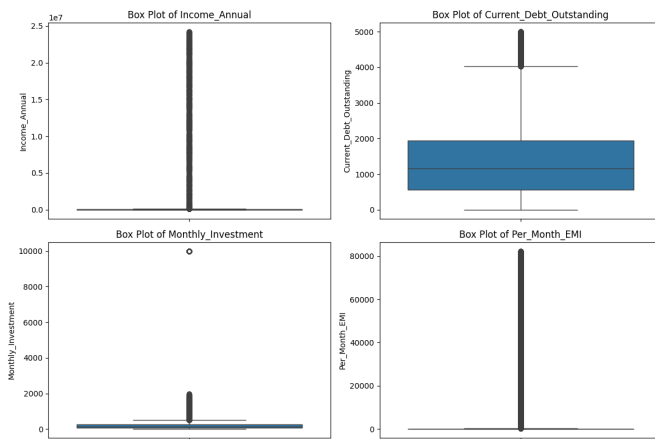 Box Plot of Income_Annual
1e7
2.5
2.0
1.5
1.0
0.5
0.0
Income_Annual
Box Plot of Current_Debt_Outstanding
5000
4000
3000
2000
1000
0
Current_Debt_Outstanding
Box Plot of Monthly_Investment
10000
8000
6000
4000
2000
0
Monthly_Investment
Box Plot of Per_Month_EMI
80000
60000
40000
20000
0
Per_Month_EMI